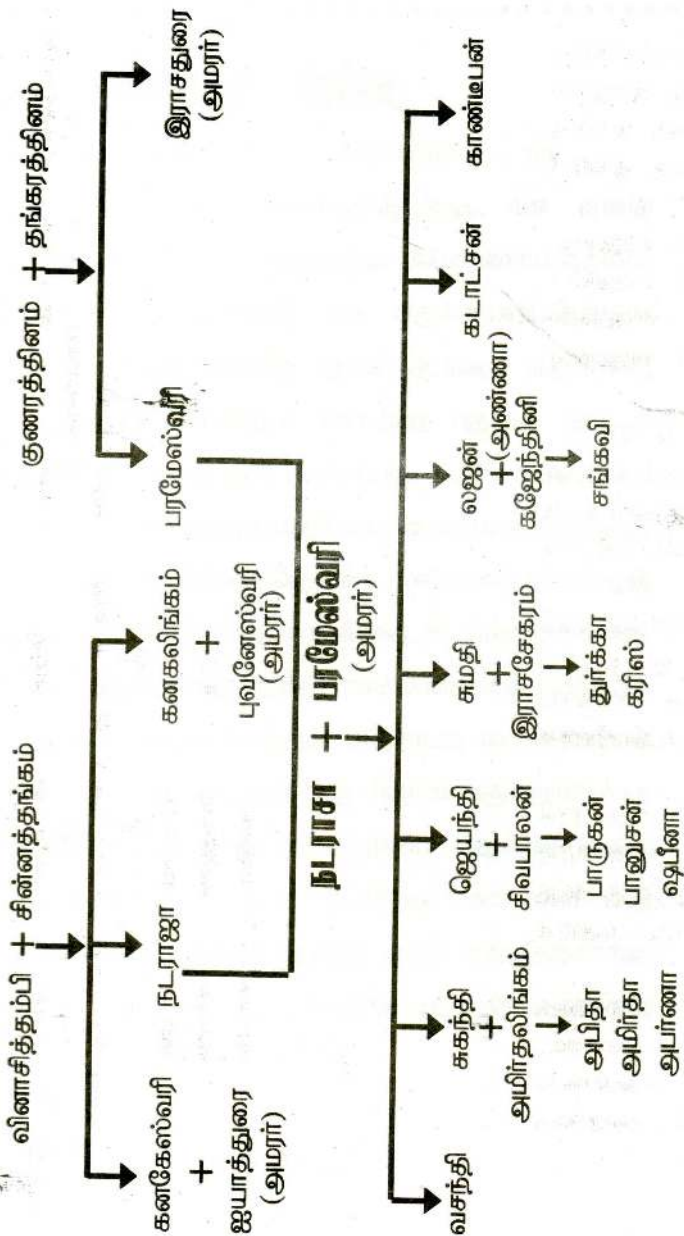 வினாசித்தம்பி + சின்னத்தங்கம்
குணரத்தினம் + தங்கரத்தினம்
கனகேஸ்வரி
+
ஐயாத்துரை
(அமரர்)
நடராஜா
கனகலிங்கம்
+
புவனேஸ்வரி
(அமரர்)
பரமேஸ்வரி
இராசதுரை
(அமரர்)
நடராசா + பரமேஸ்வரி
(அமரர்)
வசந்தி
சுகந்தி
+
அமிர்தலிங்கம்
அபிதா
அமிர்தா
அபர்ணா
ஜெயந்தி
+
சிவபாலன்
பாருகன்
பானுசன்
ஷபீனா
சுமதி
+
இராசசேகரம்
துர்க்கா
கரிஸ்
லஜன்
+(அண்ணா)
கஜேந்தினி
சங்கவி
கடாட்சன்
காண்டீபன்